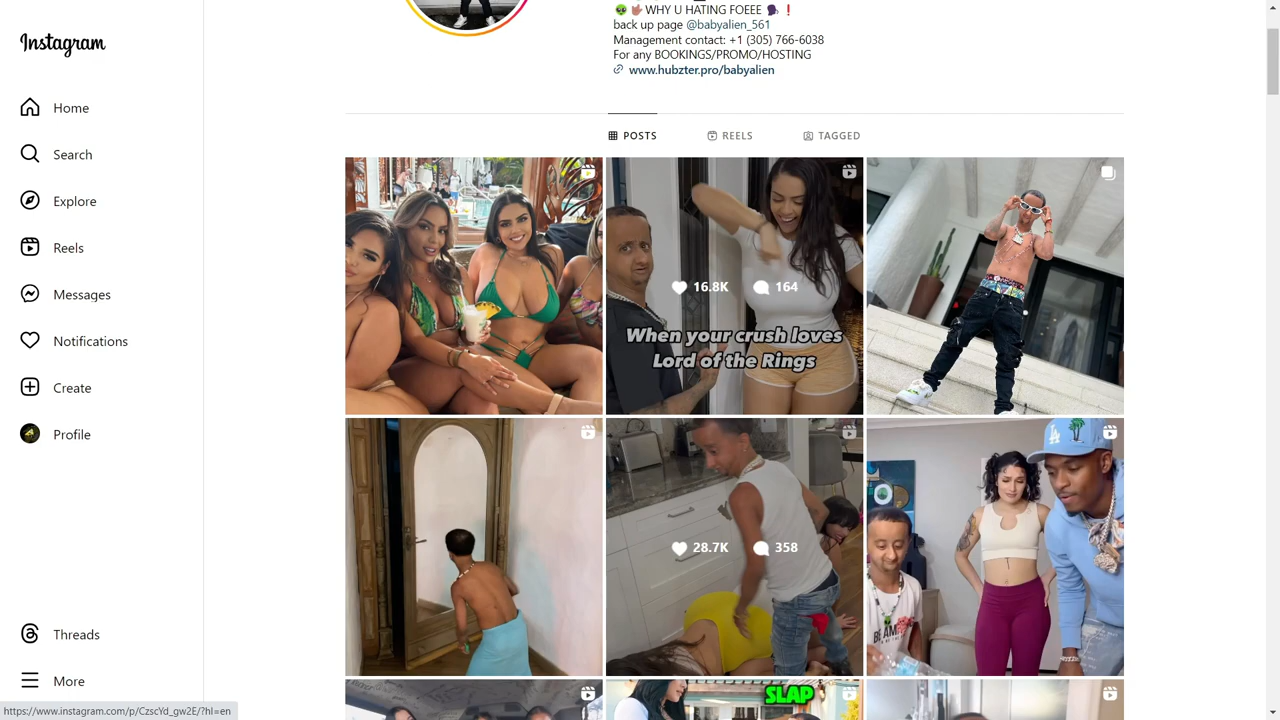 Instagram
Home
Search
Explore
Reels
Messages
Notifications
Create
Profile
Threads
More
WHY U HATING FOEEE
back up page @babyalien_561
Management contact: +1 (305) 766-6038
For any BOOKINGS/PROMO/HOSTING
www.hubzter.pro/babyalien
POSTS REELS TAGGED
16.8K 164
When your crush loves
Lord of the Rings
28.7K 358
SLAP
https://www.instagram.com/p/CzscYd_gw2E/?hl=en